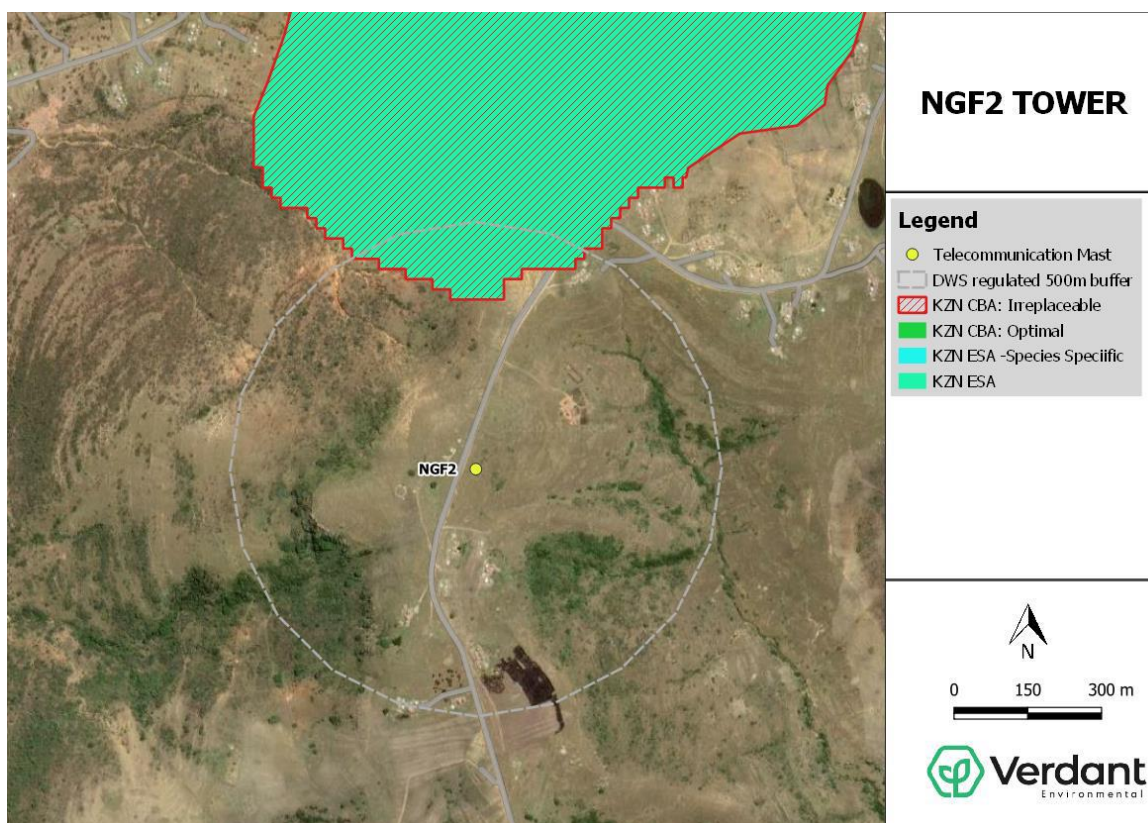 NGF2 TOWER
Legend
Telecommunication Mast
DWS regulated 500m buffer
KZN CBA: Irreplaceable
KZN CBA: Optimal
KZN ESA -Species Speciific
KZN ESA
NGF2
N
0 150 300 m
Verdant
Environmental